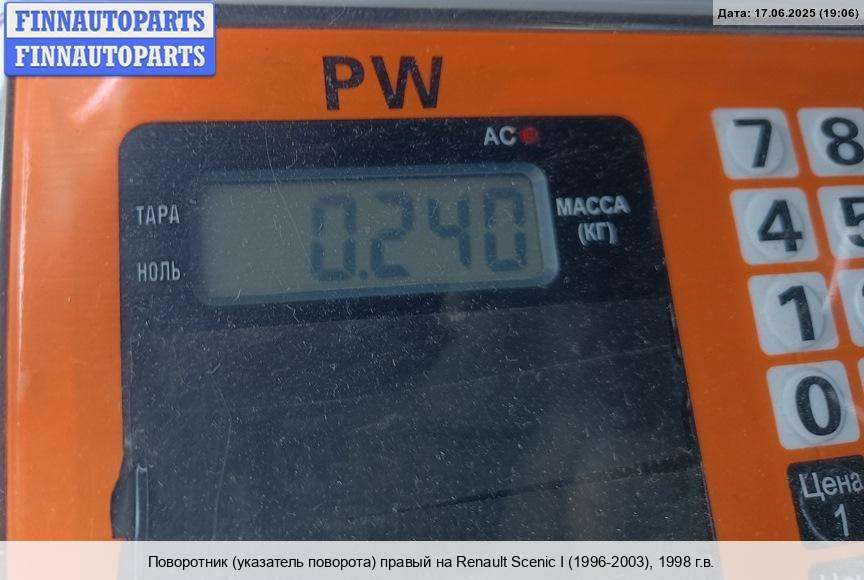 FINNAUTOPARTS
FINNAUTOPARTS
Дата: 17.06.2025 (19:06)
PW
AC
ТАРА
НОЛЬ
0.240
МАССА
(КГ)
7 8
4 5
1
0
Цена
1
Поворотник (указатель поворота) правый на Renault Scenic I (1996-2003), 1998 г.в.